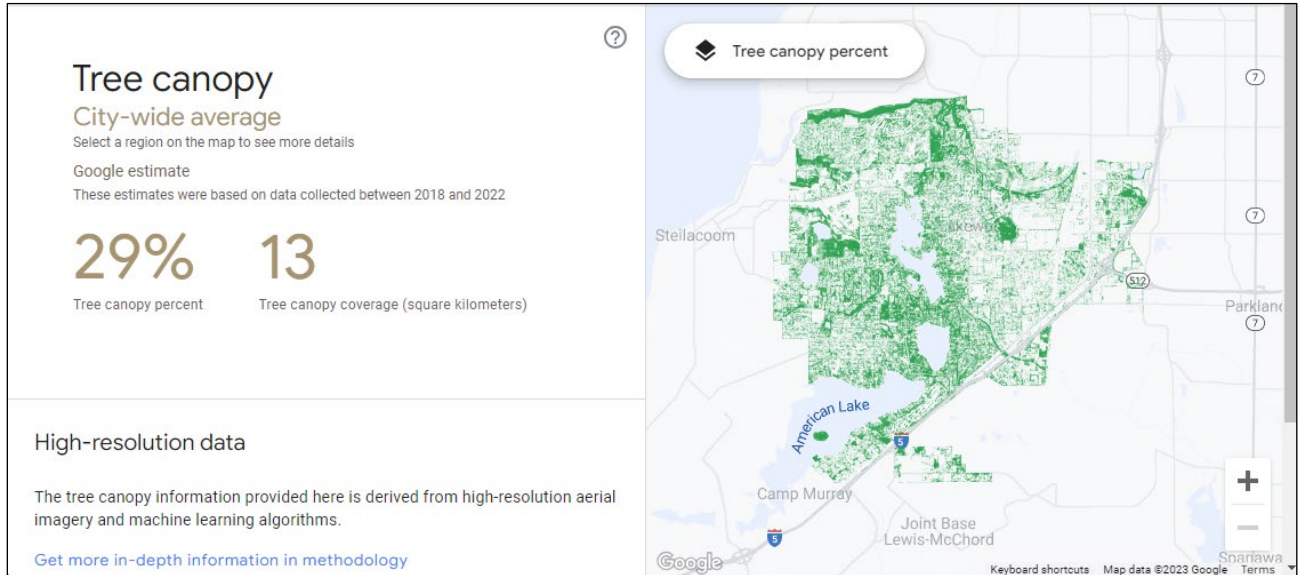 Tree canopy
City-wide average
Select a region on the map to see more details
Google estimate
These estimates were based on data collected between 2018 and 2022
29%
13
Tree canopy percent
Tree canopy coverage (square kilometers)
High-resolution data
The tree canopy information provided here is derived from high-resolution aerial
imagery and machine learning algorithms.
Get more in-depth information in methodology
Tree canopy percent
7
Steilacoom
7
512
Parkland
7
American Lake
5
Camp Murray
5
Joint Base
Lewis-McChord
Google
Spanawa
Keyboard shortcuts
Map data ©2023 Google
Terms